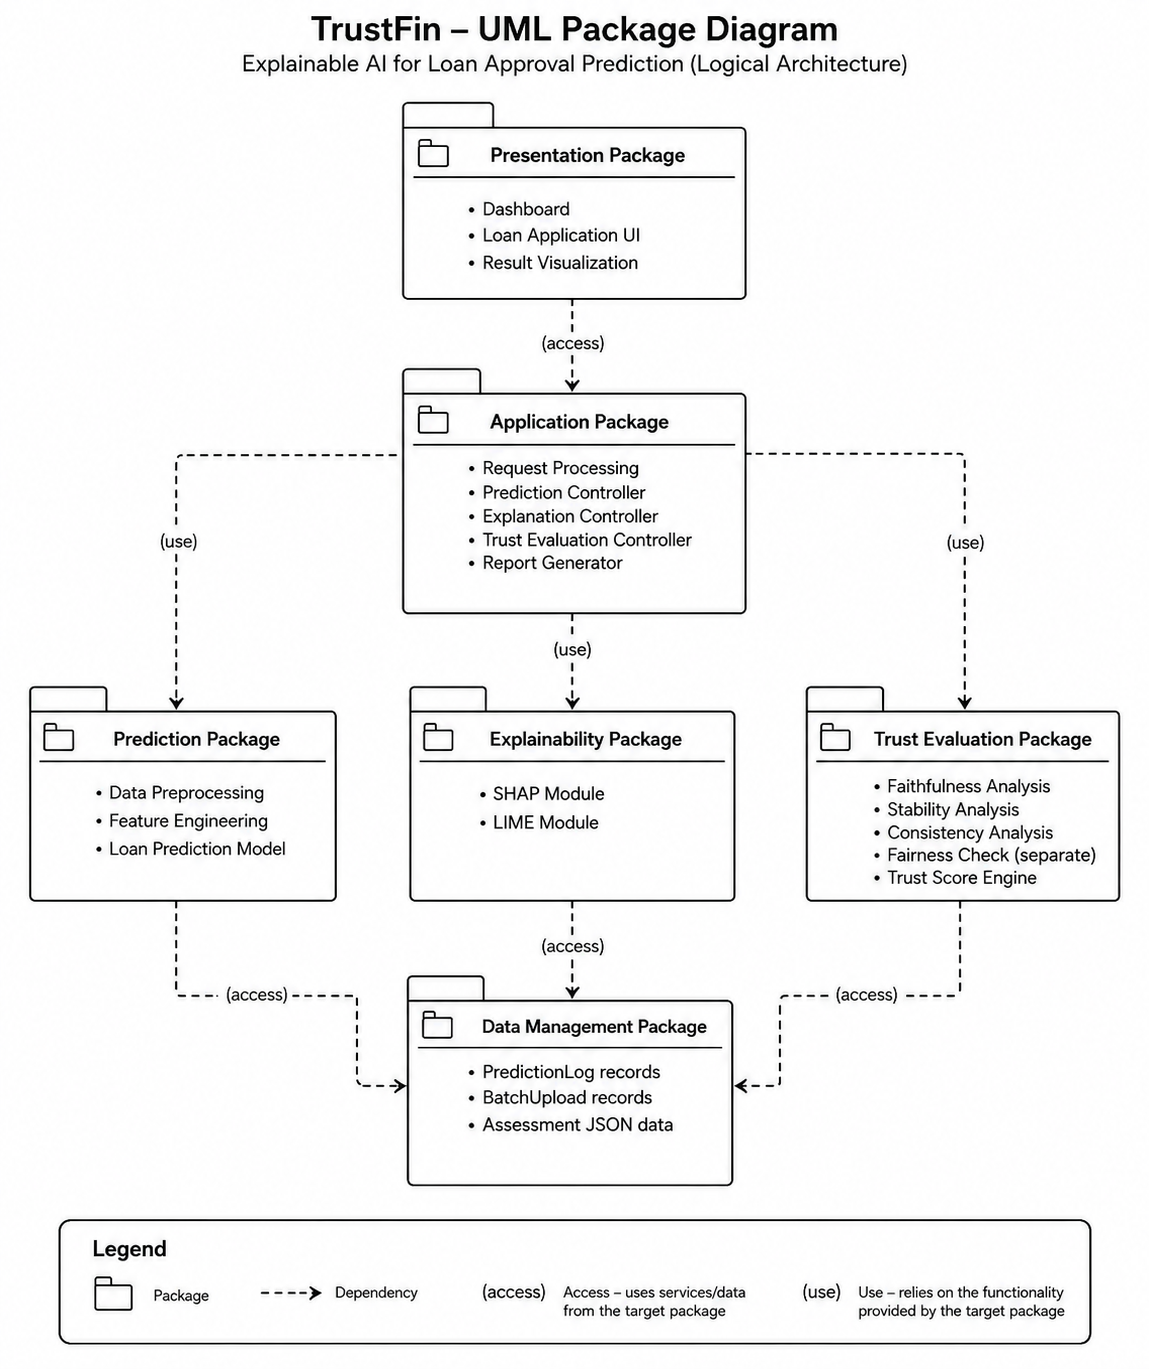 TrustFin – UML Package Diagram
Explainable AI for Loan Approval Prediction (Logical Architecture)
Presentation Package
• Dashboard
• Loan Application UI
• Result Visualization
(access)
Application Package
• Request Processing
• Prediction Controller
• Explanation Controller
• Trust Evaluation Controller
• Report Generator
(use)
(use)
(use)
Prediction Package
• Data Preprocessing
• Feature Engineering
• Loan Prediction Model
Explainability Package
• SHAP Module
• LIME Module
Trust Evaluation Package
• Faithfulness Analysis
• Stability Analysis
• Consistency Analysis
• Fairness Check (separate)
• Trust Score Engine
(access)
(access)
(access)
Data Management Package
• PredictionLog records
• BatchUpload records
• Assessment JSON data
Legend
Package
Dependency
(access)
Access – uses services/data
from the target package
(use)
Use – relies on the functionality
provided by the target package